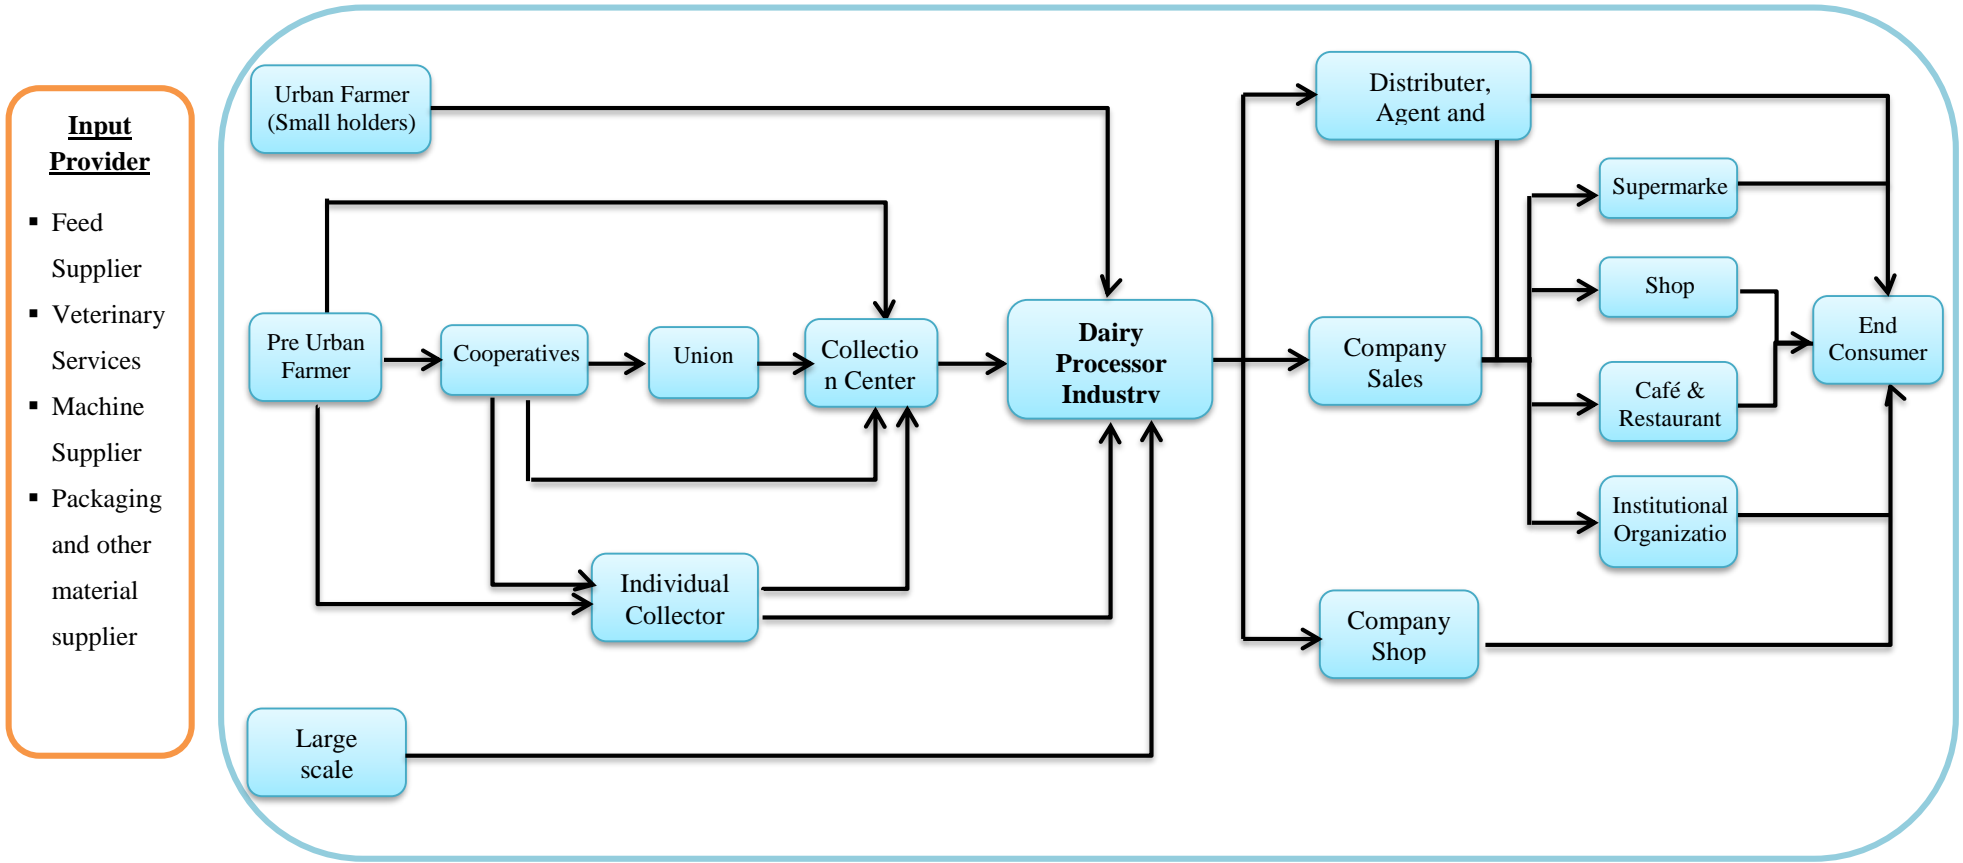 Input
Provider
▪ Feed
Supplier
▪ Veterinary
Services
▪ Machine
Supplier
▪ Packaging
and other
material
supplier
Urban Farmer
(Small holders)
Pre Urban
Farmer
Cooperatives
Union
Collectio
n Center
Individual
Collector
Large
scale
Dairy
Processor
Industry
Distributer,
Agent and
Company
Sales
Company
Shop
Supermarke
Shop
Café &
Restaurant
Institutional
Organizatio
End
Consumer